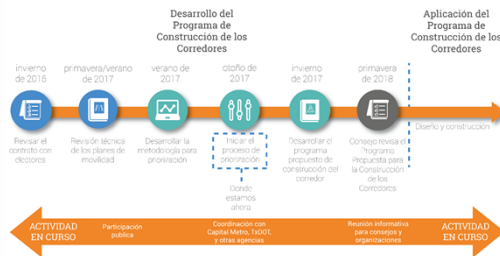 Desarrollo del
Programa de
Construcción de los
Corredores
Aplicación del
Programa de
Construcción de los
Corredores
invierno
de 2016
primavera/verano
de 2017
verano de
2017
otoño de
2017
invierno
de 2017
primavera
de 2018
Revisar el
contrato con
electores
Revisión técnica
de los planes de
movilidad
Desarrollar la
metodología para
priorización
Iniciar el
proceso de
priorización
Desarrollar el
programa
propuesto de
construcción del
corredor
Consejo revisa el
Programa
Propuesta para
la Construcción
de los
Corredores
Diseño y construcción
Donde
estamos
ahora
ACTIVIDAD
EN CURSO
Participación
publica
Coordinación con
Capital Metro, TxDOT,
y otras agencias
Reunión informativa
para consejos y
organizaciones
ACTIVIDAD
EN CURSO